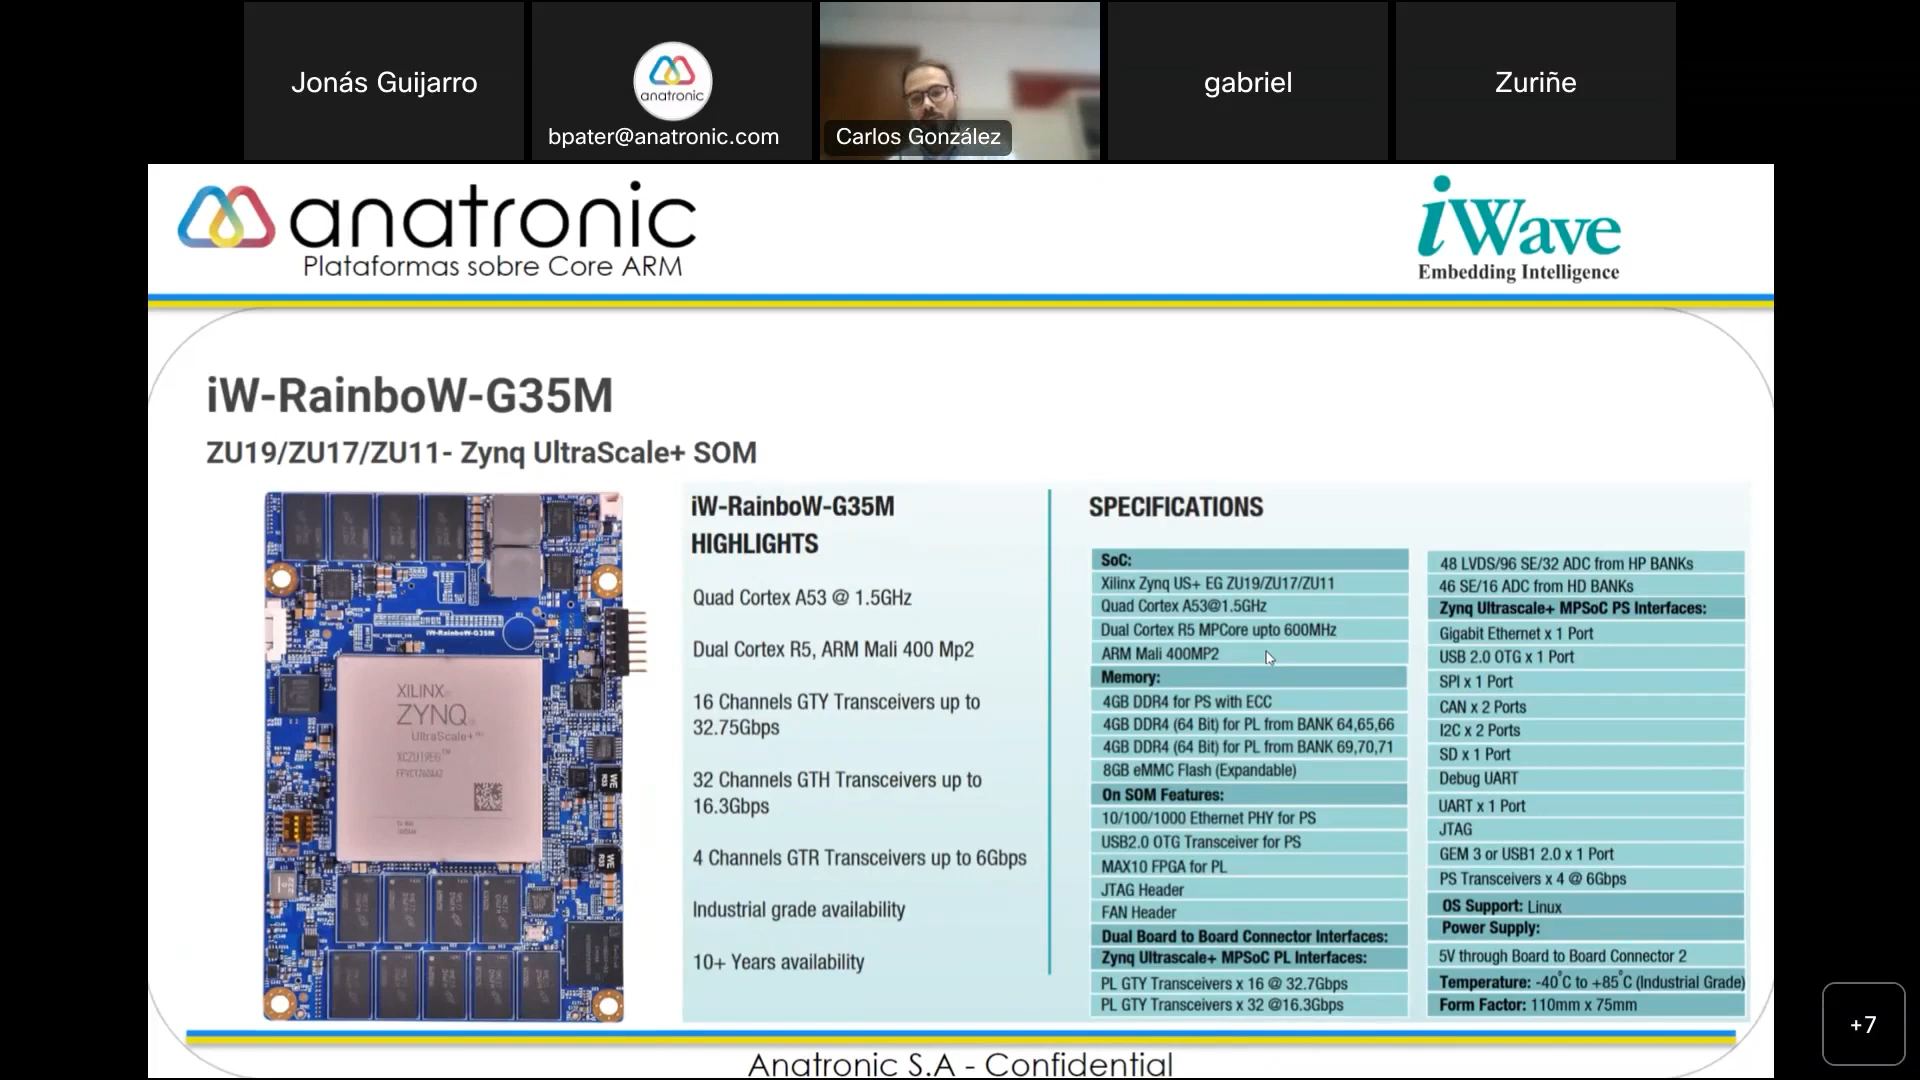 Jonás Guijarro
anatronic
bpater@anatronic.com
Carlos González
gabriel
Zuriñe
anatronic
Plataformas sobre Core ARM
iWave
Embedding Intelligence
iW-RainboW-G35M
ZU19/ZU17/ZU11- Zynq UltraScale+ SOM
iW-RainboW-G35M
XILINX
ZYNQ
UltraScale+™
XCZU19EG™
iW-RainboW-G35M
HIGHLIGHTS
Quad Cortex A53 @ 1.5GHz
Dual Cortex R5, ARM Mali 400 Mp2
16 Channels GTY Transceivers up to
32.75Gbps
32 Channels GTH Transceivers up to
16.3Gbps
4 Channels GTR Transceivers up to 6Gbps
Industrial grade availability
10+ Years availability
SPECIFICATIONS
SoC:
Xilinx Zynq US+ EG ZU19/ZU17/ZU11
Quad Cortex A53@1.5GHz
Dual Cortex R5 MPCore upto 600MHz
ARM Mali 400MP2
Memory:
4GB DDR4 for PS with ECC
4GB DDR4 (64 Bit) for PL from BANK 64,65,66
4GB DDR4 (64 Bit) for PL from BANK 69,70,71
8GB eMMC Flash (Expandable)
On SOM Features:
10/100/1000 Ethernet PHY for PS
USB2.0 OTG Transceiver for PS
MAX10 FPGA for PL
JTAG Header
FAN Header
Dual Board to Board Connector Interfaces:
Zynq Ultrascale+ MPSoC PL Interfaces:
PL GTY Transceivers x 16 @ 32.7Gbps
PL GTY Transceivers x 32 @16.3Gbps
48 LVDS/96 SE/32 ADC from HP BANKs
46 SE/16 ADC from HD BANKs
Zynq Ultrascale+ MPSoC PS Interfaces:
Gigabit Ethernet x 1 Port
USB 2.0 OTG x 1 Port
SPI x 1 Port
CAN x 2 Ports
I2C x 2 Ports
SD x 1 Port
Debug UART
UART x 1 Port
JTAG
GEM 3 or USB1 2.0 x 1 Port
PS Transceivers x 4 @ 6Gbps
OS Support: Linux
Power Supply:
5V through Board to Board Connector 2
Temperature: -40°C to +85°C (Industrial Grade)
Form Factor: 110mm x 75mm
Anatronic S.A - Confidential
+7